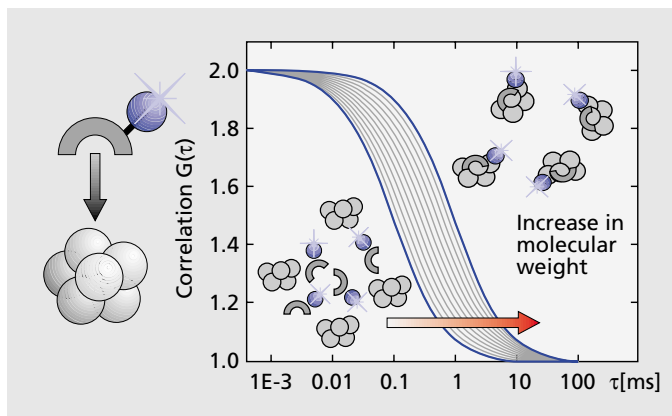 Correlation G(τ)
2.0
1.8
1.6
1.4
1.2
1.0
Increase in
molecular
weight
1E-3 0.01 0.1 1 10 100 τ[ms]